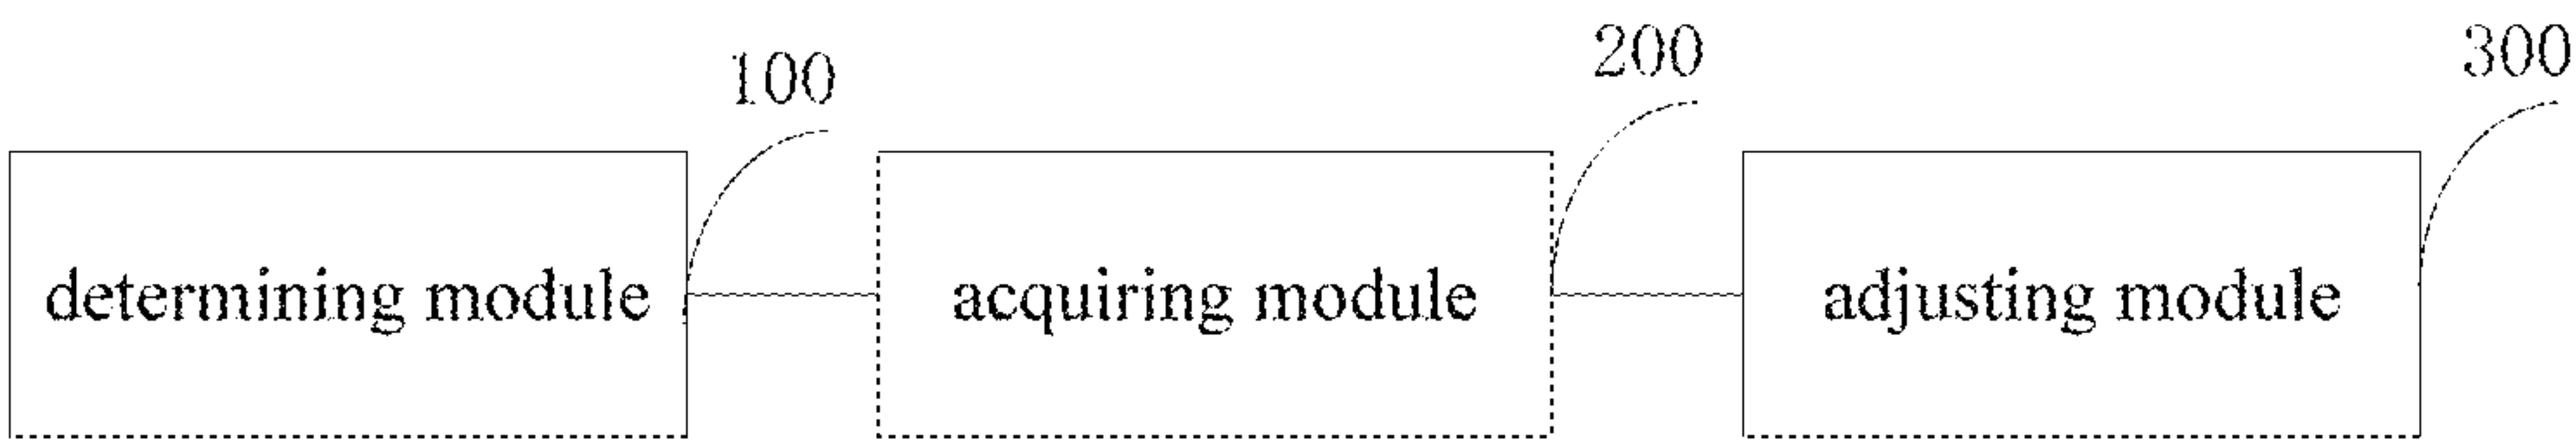 100
200
300
determining module
acquiring module
adjusting module